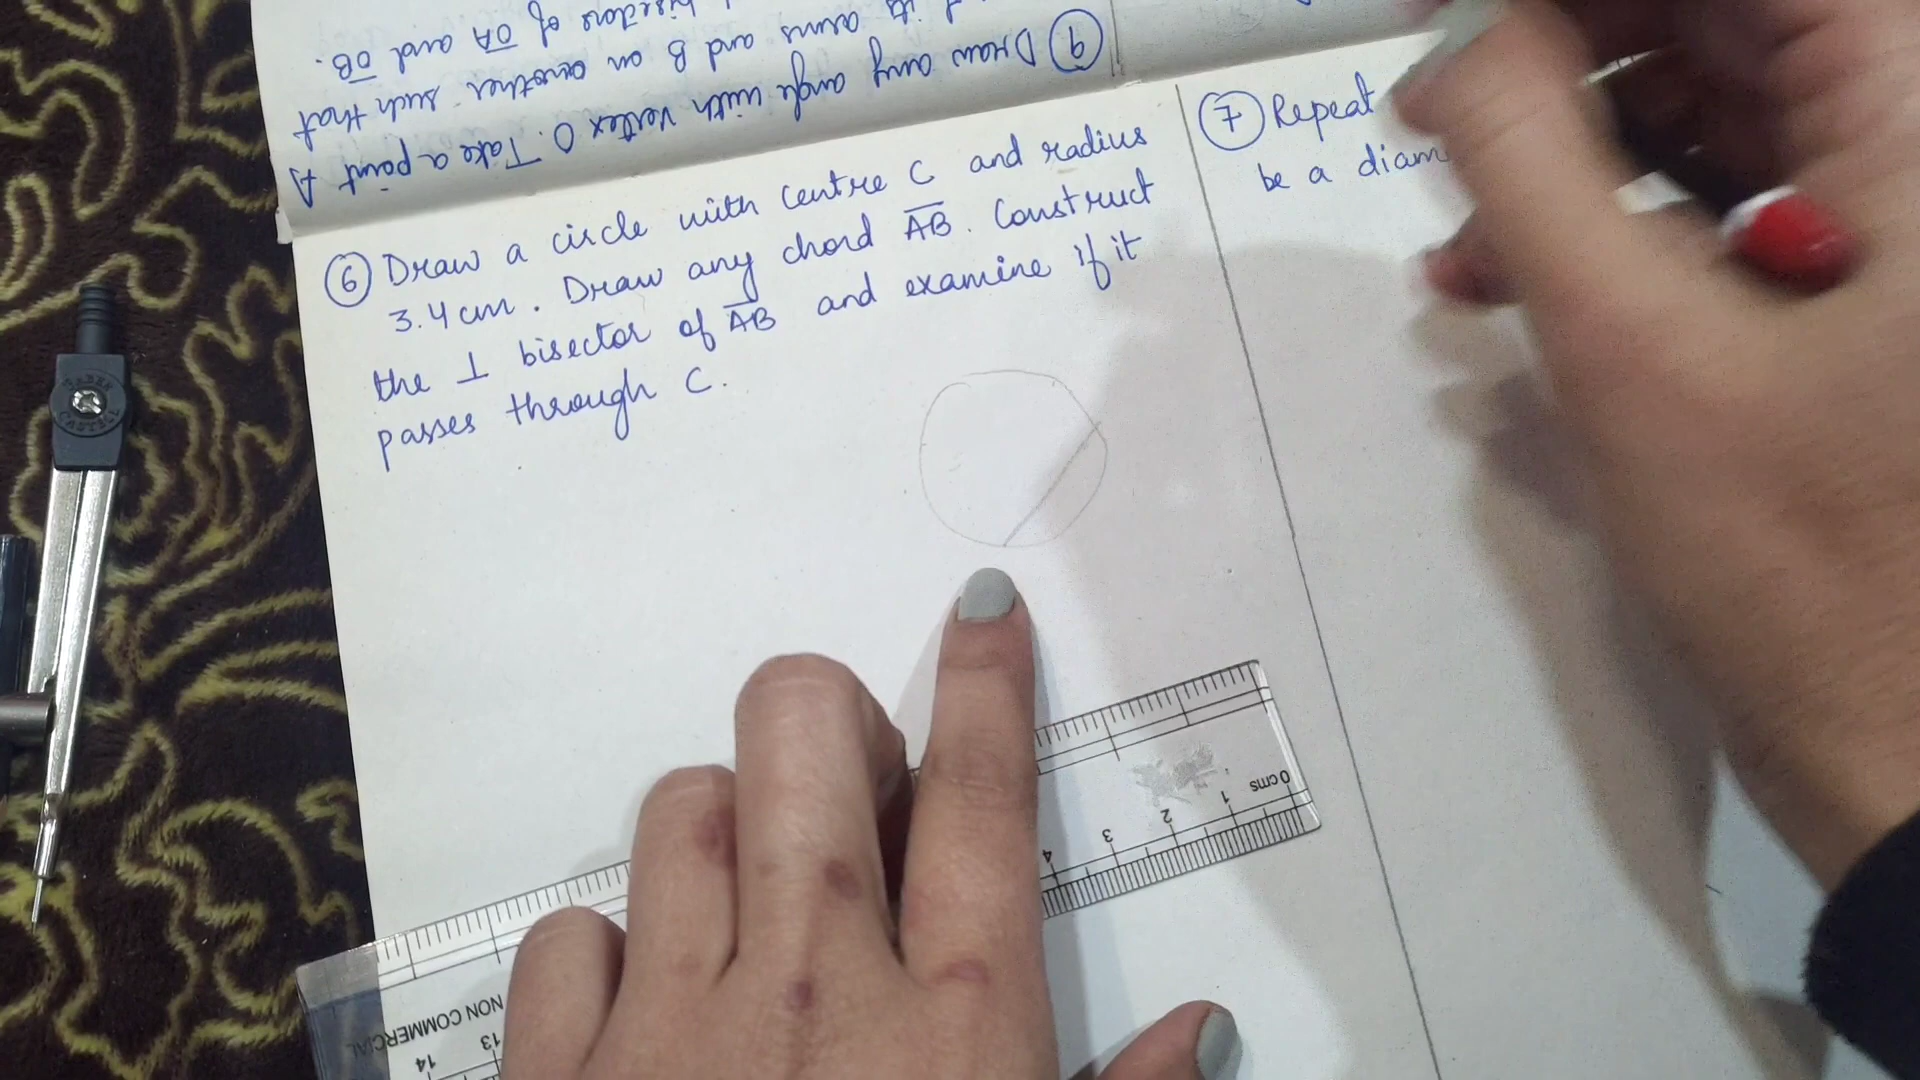 bisectors of OA and OB.
its arms and B on another, such that
9 Draw any angle with vertex O. Take a point A
6 Draw a circle with centre C and radius
3.4 cm. Draw any chord AB. Construct
the ⊥ bisector of AB and examine if it
passes through C.
7 Repeat
be a diam
FABER
CASTELL
0 cms 1 2 3 4
13 14
NON COMMERCIAL